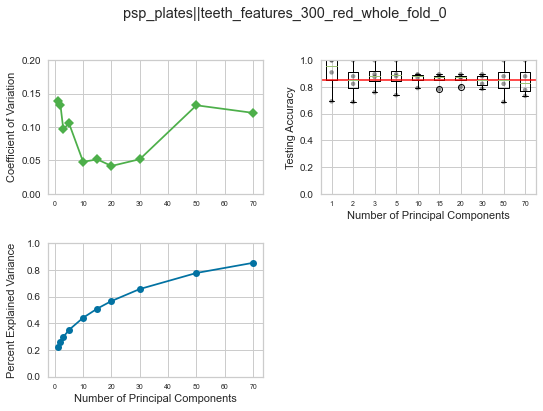 psp_plates||teeth_features_300_red_whole_fold_0
Coefficient of Variation
0.20
0.15
0.10
0.05
0.00
0 10 20 30 40 50 60 70
Testing Accuracy
1.0
0.8
0.6
0.4
0.2
0.0
1 2 3 5 10 15 20 30 50 70
Number of Principal Components
Percent Explained Variance
1.0
0.8
0.6
0.4
0.2
0.0
0 10 20 30 40 50 60 70
Number of Principal Components